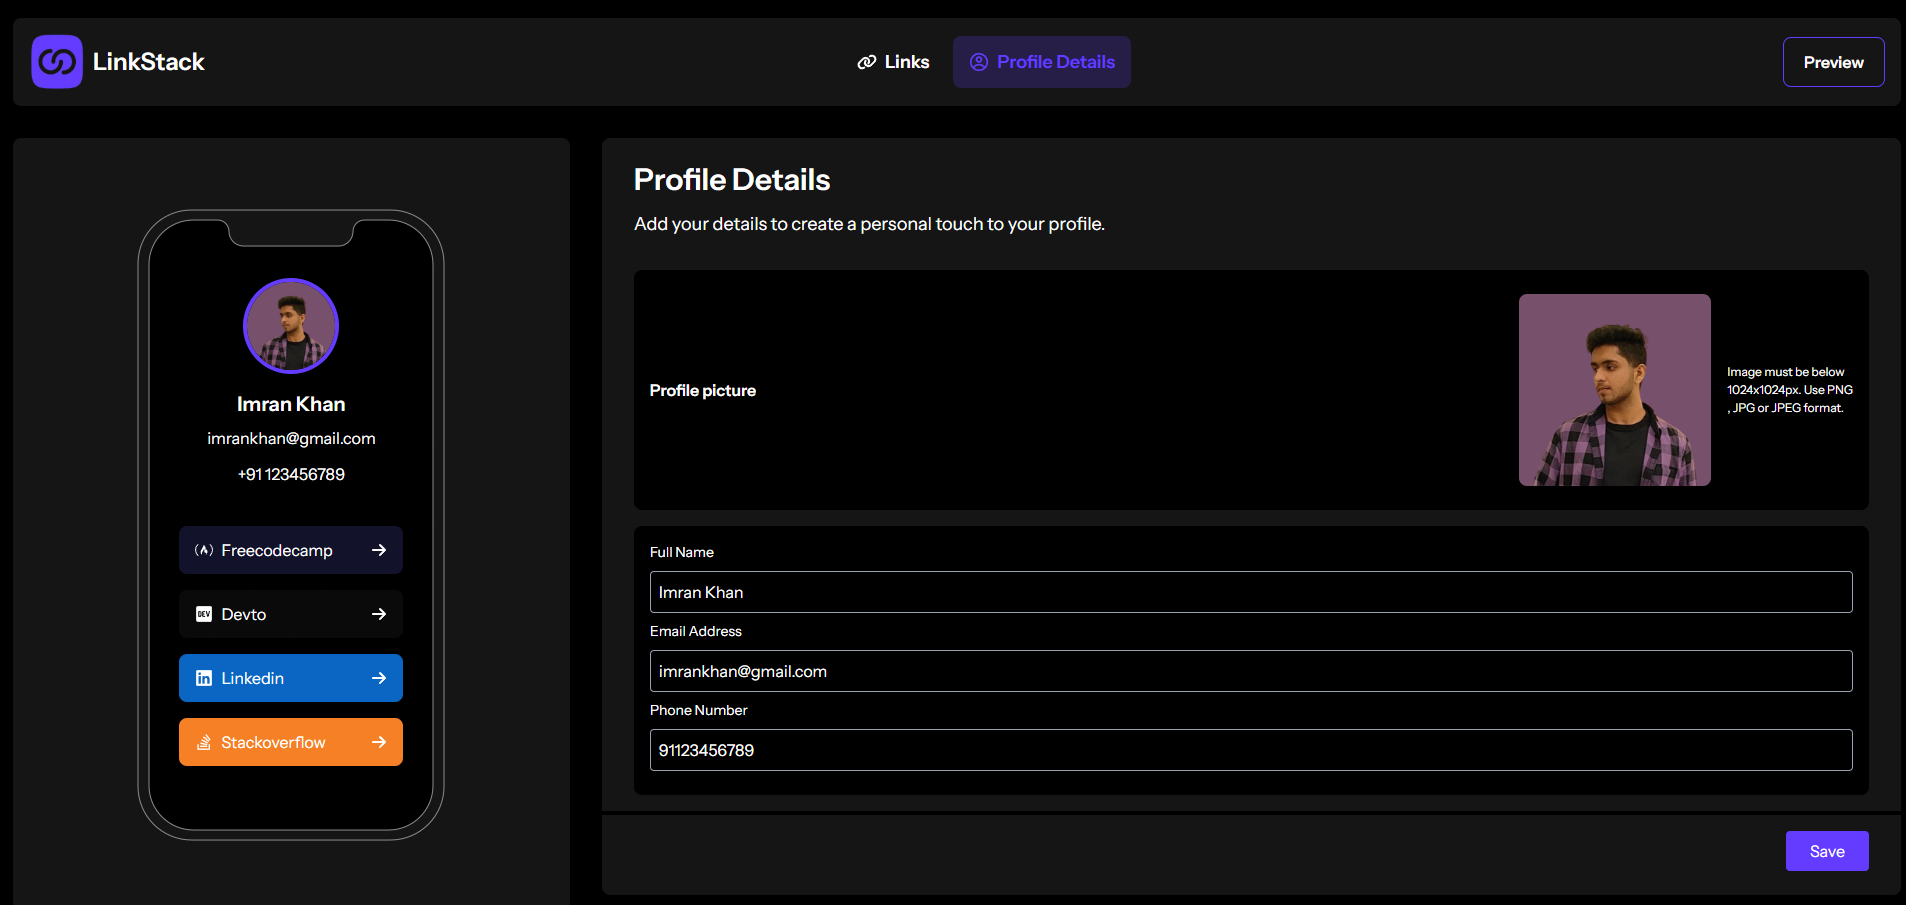 LinkStack
Links
Profile Details
Preview
Imran Khan
imrankhan@gmail.com
+91 123456789
Freecodecamp
DEV Devto
in Linkedin
Stackoverflow
Profile Details
Add your details to create a personal touch to your profile.
Profile picture
Image must be below
1024x1024px. Use PNG
, JPG or JPEG format.
Full Name
Imran Khan
Email Address
imrankhan@gmail.com
Phone Number
91123456789
Save